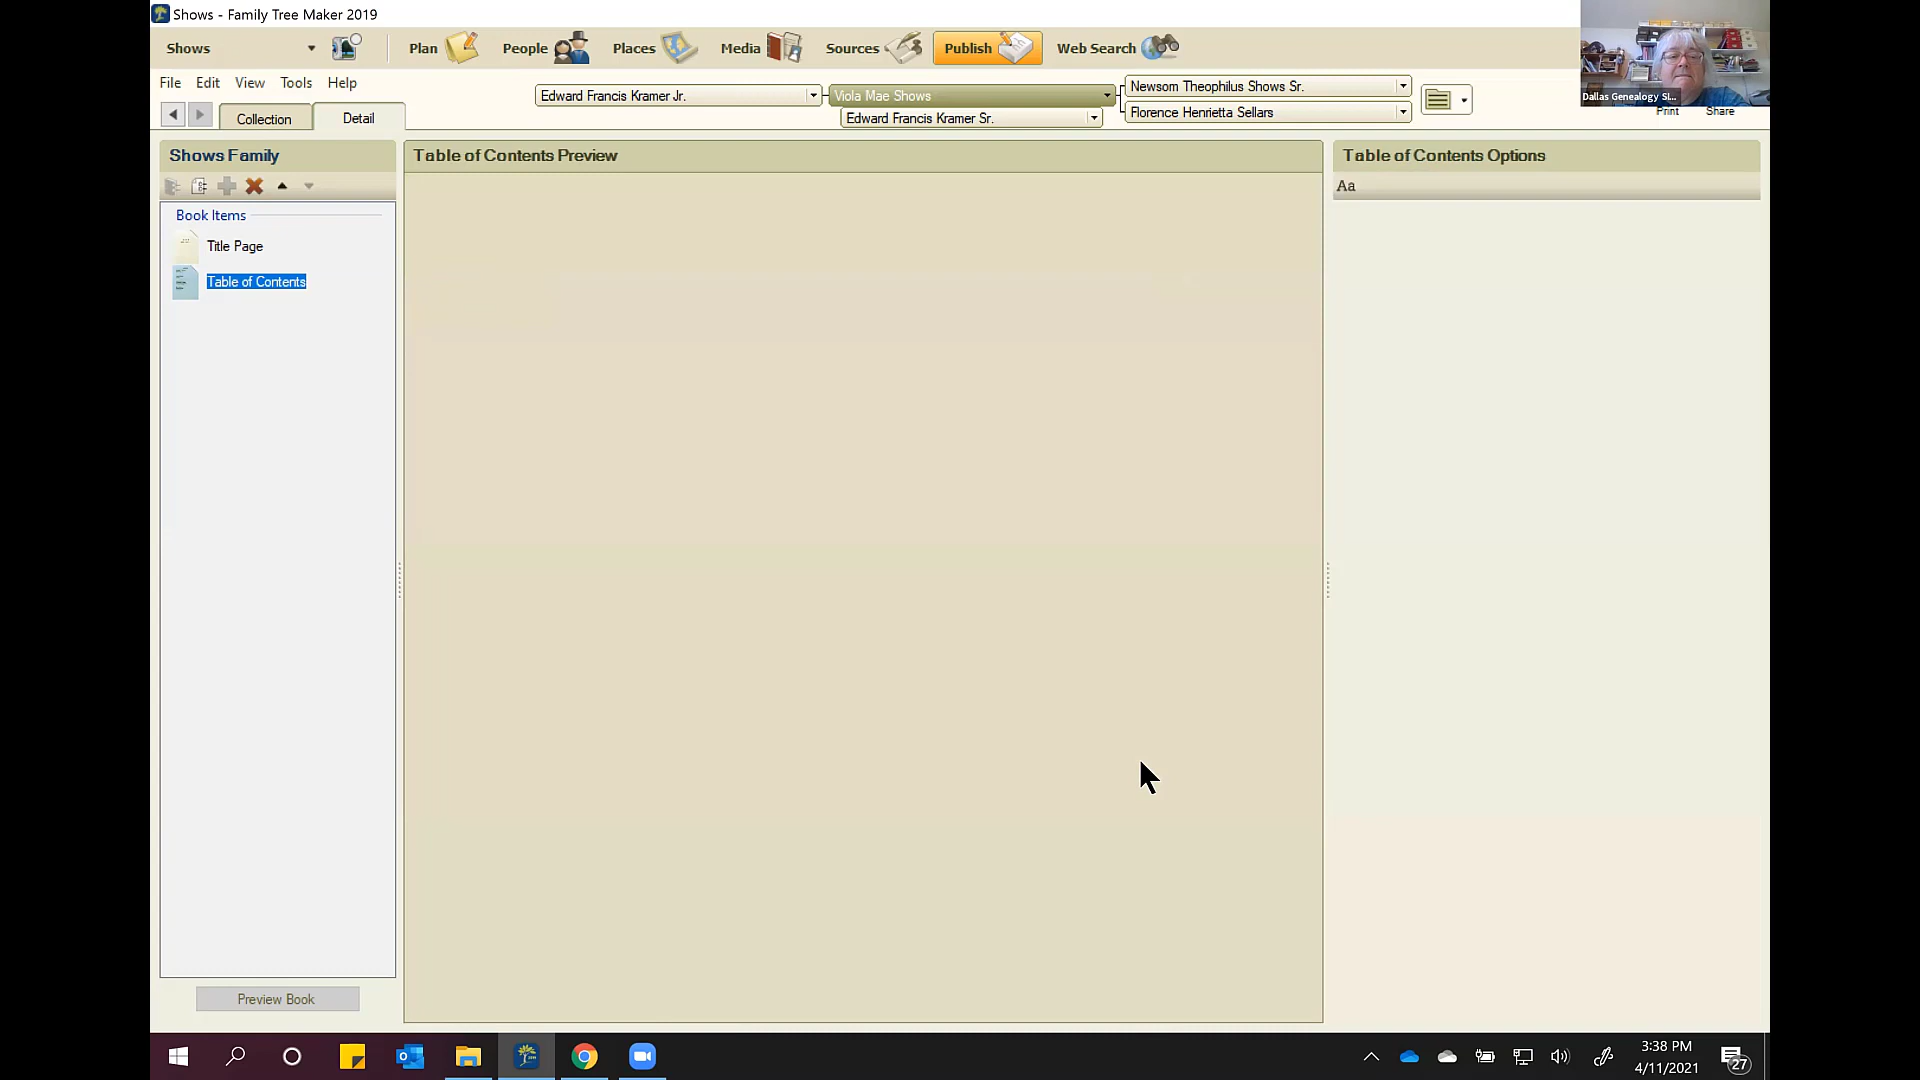 Shows - Family Tree Maker 2019
Shows
Plan
People
Places
Media
Sources
Publish
Web Search
File Edit View Tools Help
Edward Francis Kramer Jr.
Viola Mae Shows
Edward Francis Kramer Sr.
Newsom Theophilus Shows Sr.
Florence Henrietta Sellars
Dallas Genealogy SI...
Print
Share
Collection
Detail
Shows Family
Table of Contents Preview
Table of Contents Options
Aa
Book Items
Title Page
Table of Contents
Preview Book
3:38 PM
4/11/2021
27